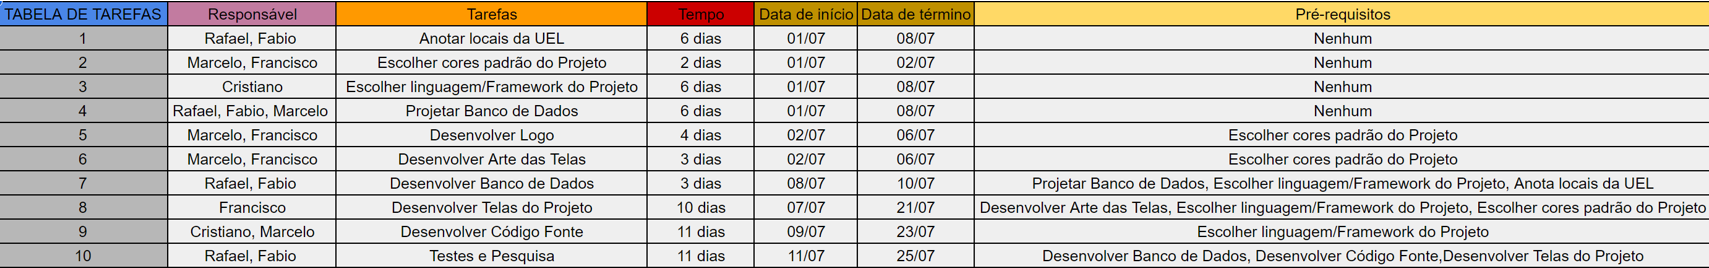 TABELA DE TAREFAS Responsável Tarefas Tempo Data de início Data de término Pré-requisitos
1 Rafael, Fabio Anotar locais da UEL 6 dias 01/07 08/07 Nenhum
2 Marcelo, Francisco Escolher cores padrão do Projeto 2 dias 01/07 02/07 Nenhum
3 Cristiano Escolher linguagem/Framework do Projeto 6 dias 01/07 08/07 Nenhum
4 Rafael, Fabio, Marcelo Projetar Banco de Dados 6 dias 01/07 08/07 Nenhum
5 Marcelo, Francisco Desenvolver Logo 4 dias 02/07 06/07 Escolher cores padrão do Projeto
6 Marcelo, Francisco Desenvolver Arte das Telas 3 dias 02/07 06/07 Escolher cores padrão do Projeto
7 Rafael, Fabio Desenvolver Banco de Dados 3 dias 08/07 10/07 Projetar Banco de Dados, Escolher linguagem/Framework do Projeto, Anota locais da UEL
8 Francisco Desenvolver Telas do Projeto 10 dias 07/07 21/07 Desenvolver Arte das Telas, Escolher linguagem/Framework do Projeto, Escolher cores padrão do Projeto
9 Cristiano, Marcelo Desenvolver Código Fonte 11 dias 09/07 23/07 Escolher linguagem/Framework do Projeto
10 Rafael, Fabio Testes e Pesquisa 11 dias 11/07 25/07 Desenvolver Banco de Dados, Desenvolver Código Fonte,Desenvolver Telas do Projeto